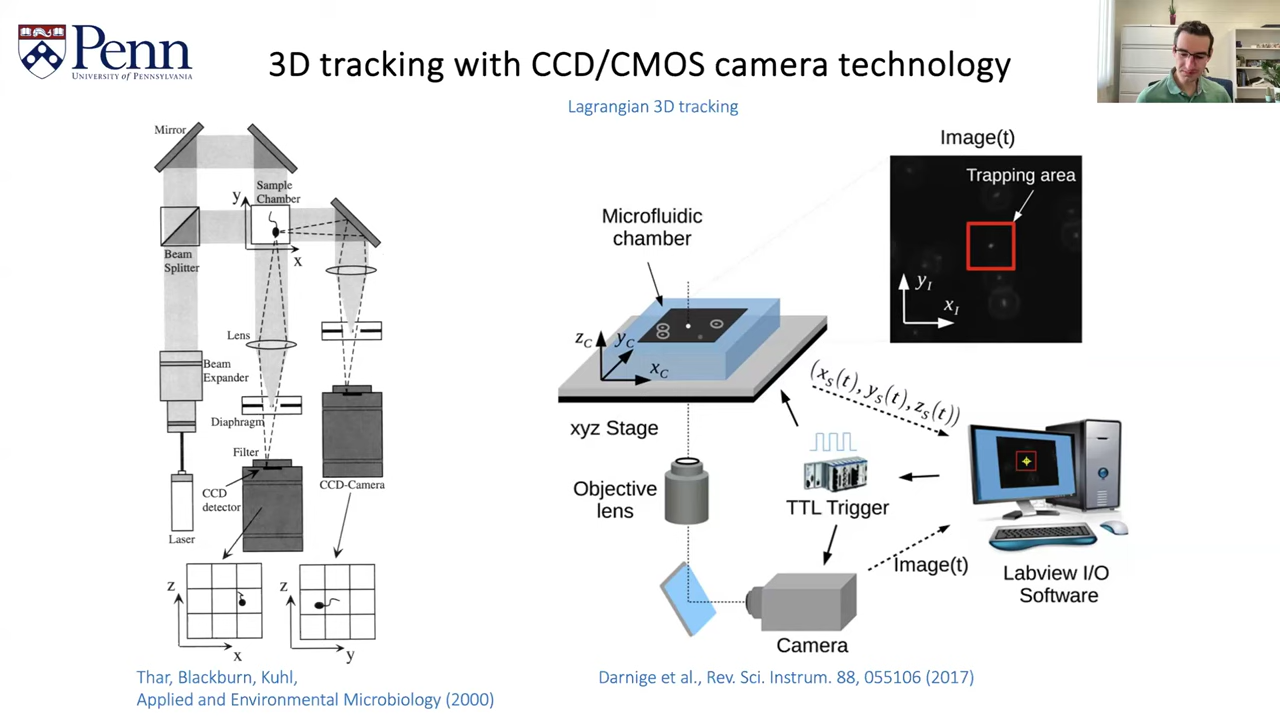 Penn
UNIVERSITY of PENNSYLVANIA
3D tracking with CCD/CMOS camera technology
Lagrangian 3D tracking
Mirror
Sample
Chamber
y
x
Beam
Splitter
Lens
Beam
Expander
Diaphragm
Filter
CCD
detector
CCD-Camera
Laser
z
x
z
y
Thar, Blackburn, Kuhl,
Applied and Environmental Microbiology (2000)
Image(t)
Trapping area
y_I
x_I
Microfluidic
chamber
z_C
y_C
x_C
(x_s(t), y_s(t), z_s(t))
xyz Stage
Objective
lens
TTL Trigger
Image(t)
Labview I/O
Software
Camera
Darnige et al., Rev. Sci. Instrum. 88, 055106 (2017)